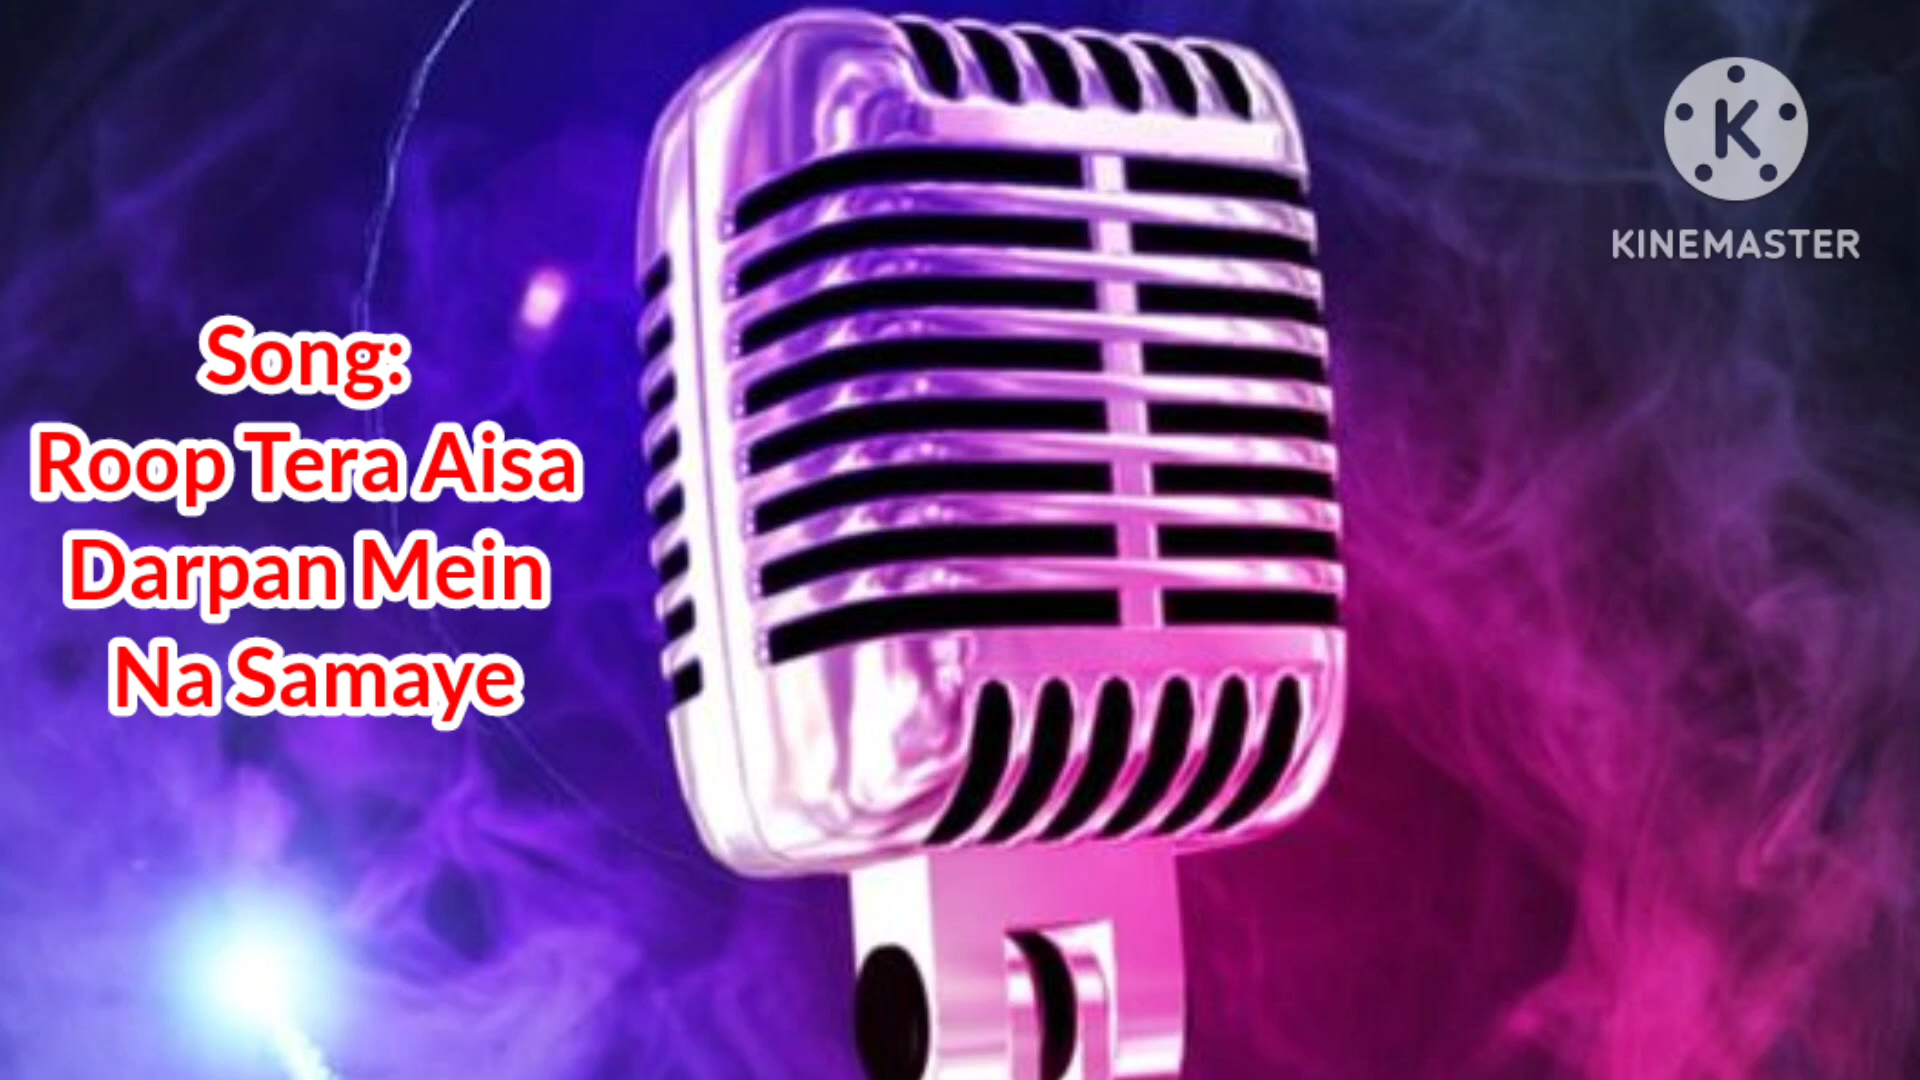 Song:
Roop Tera Aisa
Darpan Mein
Na Samaye
K
KINEMASTER